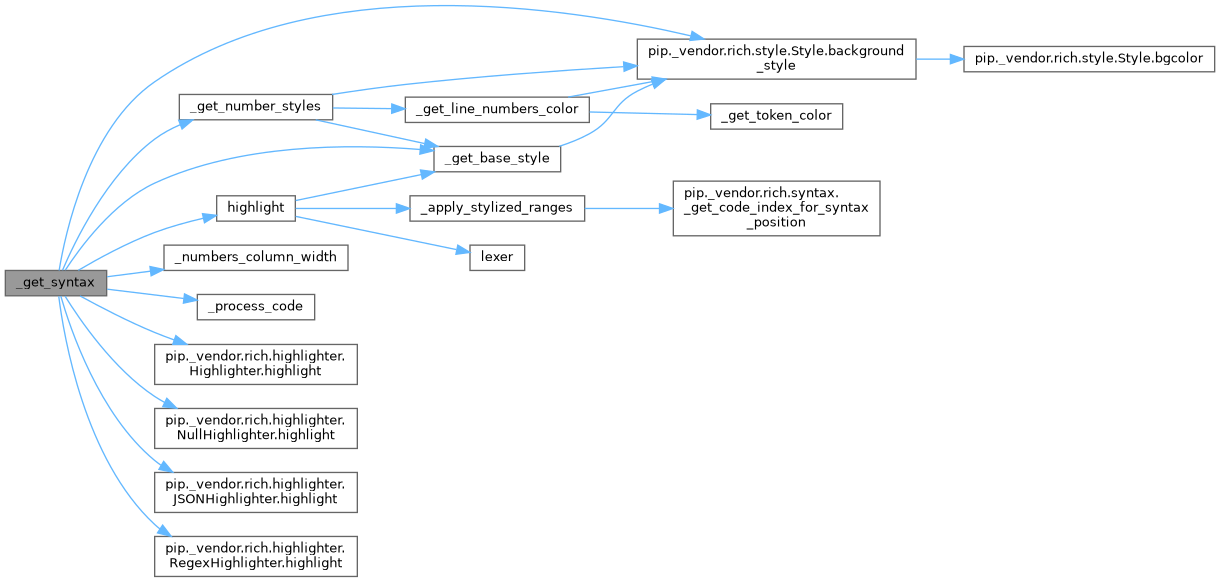 pip._vendor.rich.style.Style.background
_style
pip._vendor.rich.style.Style.bgcolor
_get_number_styles
_get_line_numbers_color
_get_token_color
_get_base_style
highlight
_apply_stylized_ranges
pip._vendor.rich.syntax.
_get_code_index_for_syntax
_position
lexer
_numbers_column_width
_get_syntax
_process_code
pip._vendor.rich.highlighter.
Highlighter.highlight
pip._vendor.rich.highlighter.
NullHighlighter.highlight
pip._vendor.rich.highlighter.
JSONHighlighter.highlight
pip._vendor.rich.highlighter.
RegexHighlighter.highlight